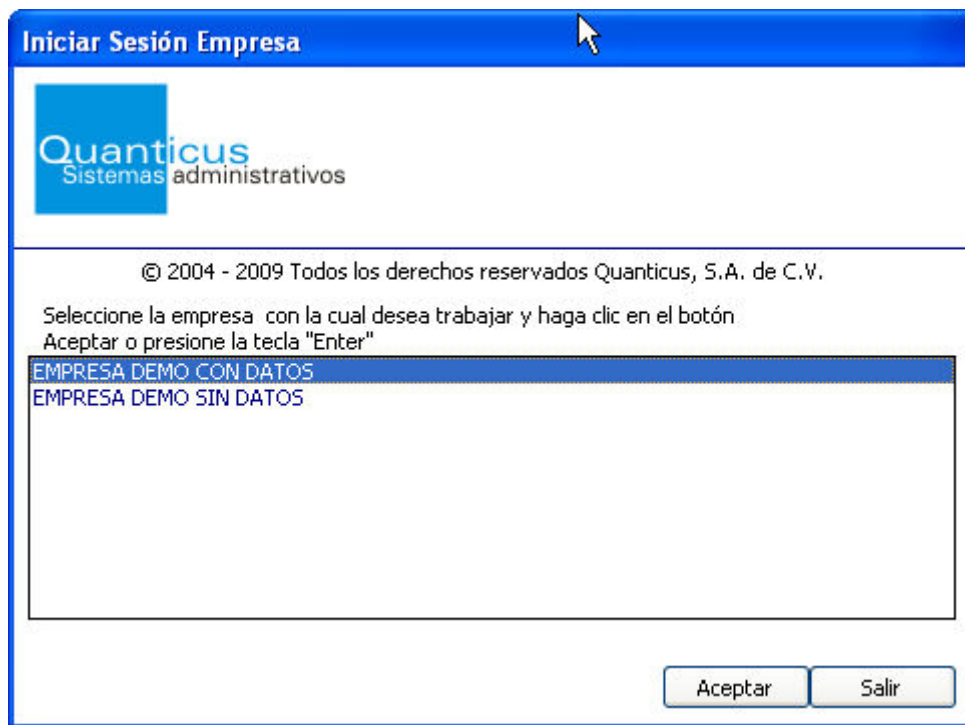 Iniciar Sesión Empresa
Quanticus
Sistemas administrativos
© 2004 - 2009 Todos los derechos reservados Quanticus, S.A. de C.V.
Seleccione la empresa con la cual desea trabajar y haga clic en el botón
Aceptar o presione la tecla "Enter"
EMPRESA DEMO CON DATOS
EMPRESA DEMO SIN DATOS
Aceptar Salir